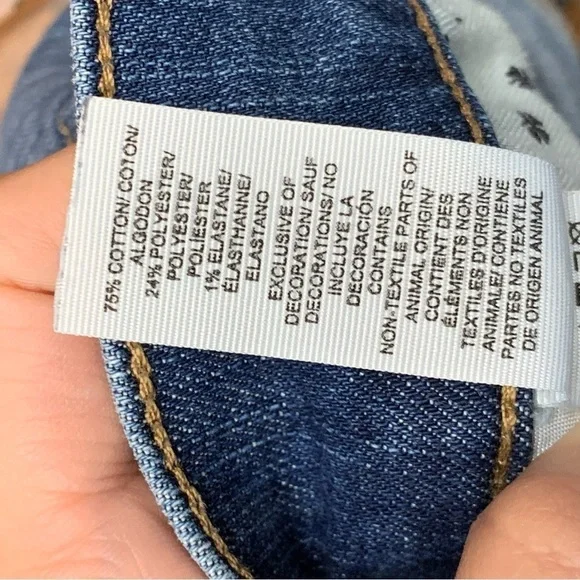 75% COTTON/ COTON/
ALGODON
24% POLYESTER/
POLYESTER/
POLIESTER
1% ELASTANE/
ÉLASTHANNE/
ELASTANO
EXCLUSIVE OF
DECORATION/ SAUF
DECORATIONS/ NO
INCLUYE LA
DECORACIÓN
CONTAINS
NON-TEXTILE PARTS OF
ANIMAL ORIGIN/
CONTIENT DES
ÉLÉMENTS NON
TEXTILES D'ORIGINE
ANIMALE/ CONTIENE
PARTES NO TEXTILES
DE ORIGEN ANIMAL